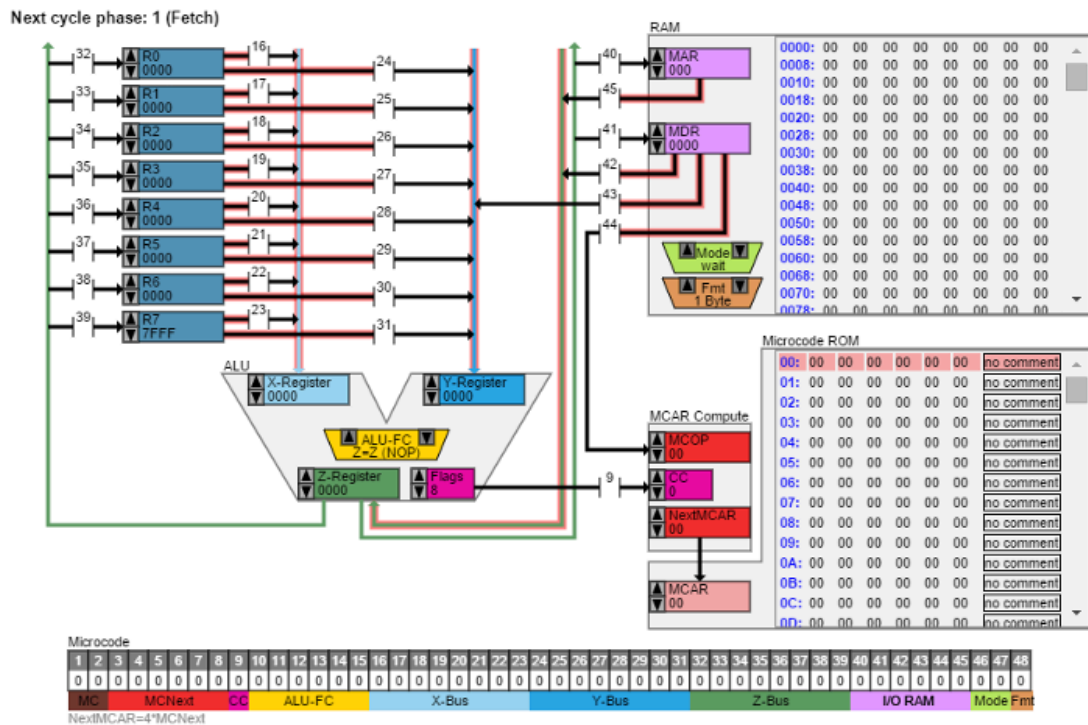 Next cycle phase: 1 (Fetch)
32
R0
0000
16
24
33
R1
0000
17
25
34
R2
0000
18
26
35
R3
0000
19
27
36
R4
0000
20
28
37
R5
0000
21
29
38
R6
0000
22
30
39
R7
7FFF
23
31
40
45
41
42
43
44
RAM
MAR
000
MDR
0000
Mode
wait
Fmt
1 Byte
0000: 00 00 00 00 00 00 00 00
0008: 00 00 00 00 00 00 00 00
0010: 00 00 00 00 00 00 00 00
0018: 00 00 00 00 00 00 00 00
0020: 00 00 00 00 00 00 00 00
0028: 00 00 00 00 00 00 00 00
0030: 00 00 00 00 00 00 00 00
0038: 00 00 00 00 00 00 00 00
0040: 00 00 00 00 00 00 00 00
0048: 00 00 00 00 00 00 00 00
0050: 00 00 00 00 00 00 00 00
0058: 00 00 00 00 00 00 00 00
0060: 00 00 00 00 00 00 00 00
0068: 00 00 00 00 00 00 00 00
0070: 00 00 00 00 00 00 00 00
0078: 00 00 00 00 00 00 00 00
ALU
X-Register
0000
Y-Register
0000
ALU-FC
Z=Z (NOP)
Z-Register
0000
Flags
8
9
MCAR Compute
MCOP
00
CC
0
NextMCAR
00
MCAR
00
Microcode ROM
00: 00 00 00 00 00 00 no comment
01: 00 00 00 00 00 00 no comment
02: 00 00 00 00 00 00 no comment
03: 00 00 00 00 00 00 no comment
04: 00 00 00 00 00 00 no comment
05: 00 00 00 00 00 00 no comment
06: 00 00 00 00 00 00 no comment
07: 00 00 00 00 00 00 no comment
08: 00 00 00 00 00 00 no comment
09: 00 00 00 00 00 00 no comment
0A: 00 00 00 00 00 00 no comment
0B: 00 00 00 00 00 00 no comment
0C: 00 00 00 00 00 00 no comment
0D: 00 00 00 00 00 00 no comment
Microcode
1 2 3 4 5 6 7 8 9 10 11 12 13 14 15 16 17 18 19 20 21 22 23 24 25 26 27 28 29 30 31 32 33 34 35 36 37 38 39 40 41 42 43 44 45 46 47 48
0 0 0 0 0 0 0 0 0 0 0 0 0 0 0 0 0 0 0 0 0 0 0 0 0 0 0 0 0 0 0 0 0 0 0 0 0 0 0 0 0 0 0 0 0 0 0 0
MC MCNext CC ALU-FC X-Bus Y-Bus Z-Bus I/O RAM Mode Fmt
NextMCAR=4*MCNext